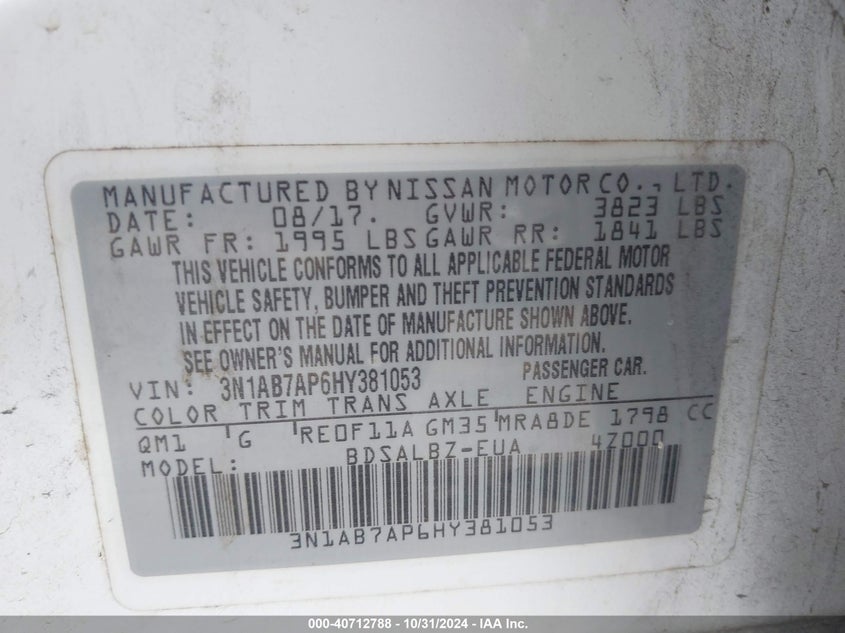 MANUFACTURED BY NISSAN MOTOR CO., LTD.
DATE: 08/17. GVWR: 3823 LBS
GAWR FR: 1995 LBS GAWR RR: 1841 LBS
THIS VEHICLE CONFORMS TO ALL APPLICABLE FEDERAL MOTOR
VEHICLE SAFETY, BUMPER AND THEFT PREVENTION STANDARDS
IN EFFECT ON THE DATE OF MANUFACTURE SHOWN ABOVE.
SEE OWNER'S MANUAL FOR ADDITIONAL INFORMATION.
VIN: 3N1AB7AP6HY381053 PASSENGER CAR.
COLOR TRIM TRANS AXLE ENGINE
QM1 G RE0F11A GM35 MRA8DE 1798 CC
MODEL: BDSALBZ-EUA 4Z000
3N1AB7AP6HY381053
000-40712788 - 10/31/2024 - IAA Inc.